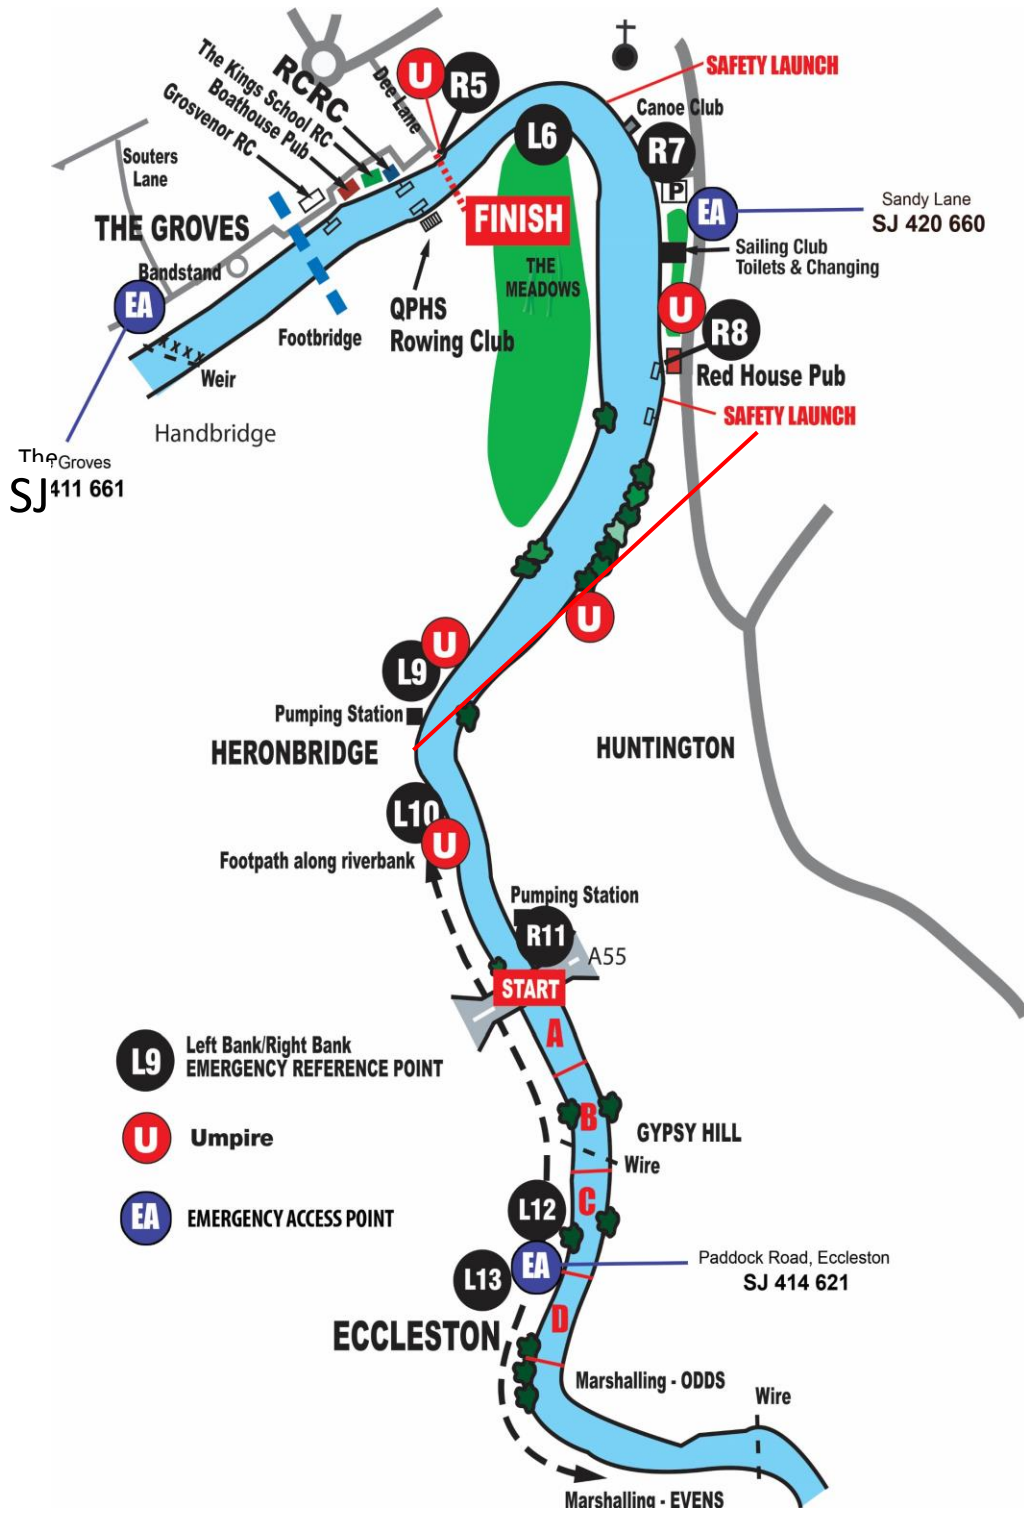 SAFETY LAUNCH
The Kings School RC
RCRC
Dee Lane
U
R5
Boathouse Pub
Grosvenor RC
Canoe Club
L6
R7
P
Souters
Lane
EA
Sandy Lane
SJ 420 660
THE GROVES
FINISH
Sailing Club
Toilets & Changing
Bandstand
THE
MEADOWS
EA
QPHS
Rowing Club
U
R8
Footbridge
XXXX
Weir
Red House Pub
SAFETY LAUNCH
Handbridge
The Groves
SJ 411 661
U
U
L9
Pumping Station
HERONBRIDGE
HUNTINGTON
L10
U
Footpath along riverbank
Pumping Station
R11
A55
START
A
L9
Left Bank/Right Bank
EMERGENCY REFERENCE POINT
B
GYPSY HILL
U
Umpire
Wire
C
L12
EA
EMERGENCY ACCESS POINT
EA
L13
Paddock Road, Eccleston
SJ 414 621
D
ECCLESTON
Marshalling - ODDS
Wire
Marshalling - EVENS